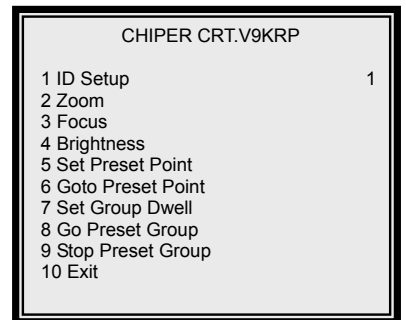 CHIPER CRT.V9KRP
1 ID Setup 1
2 Zoom
3 Focus
4 Brightness
5 Set Preset Point
6 Goto Preset Point
7 Set Group Dwell
8 Go Preset Group
9 Stop Preset Group
10 Exit